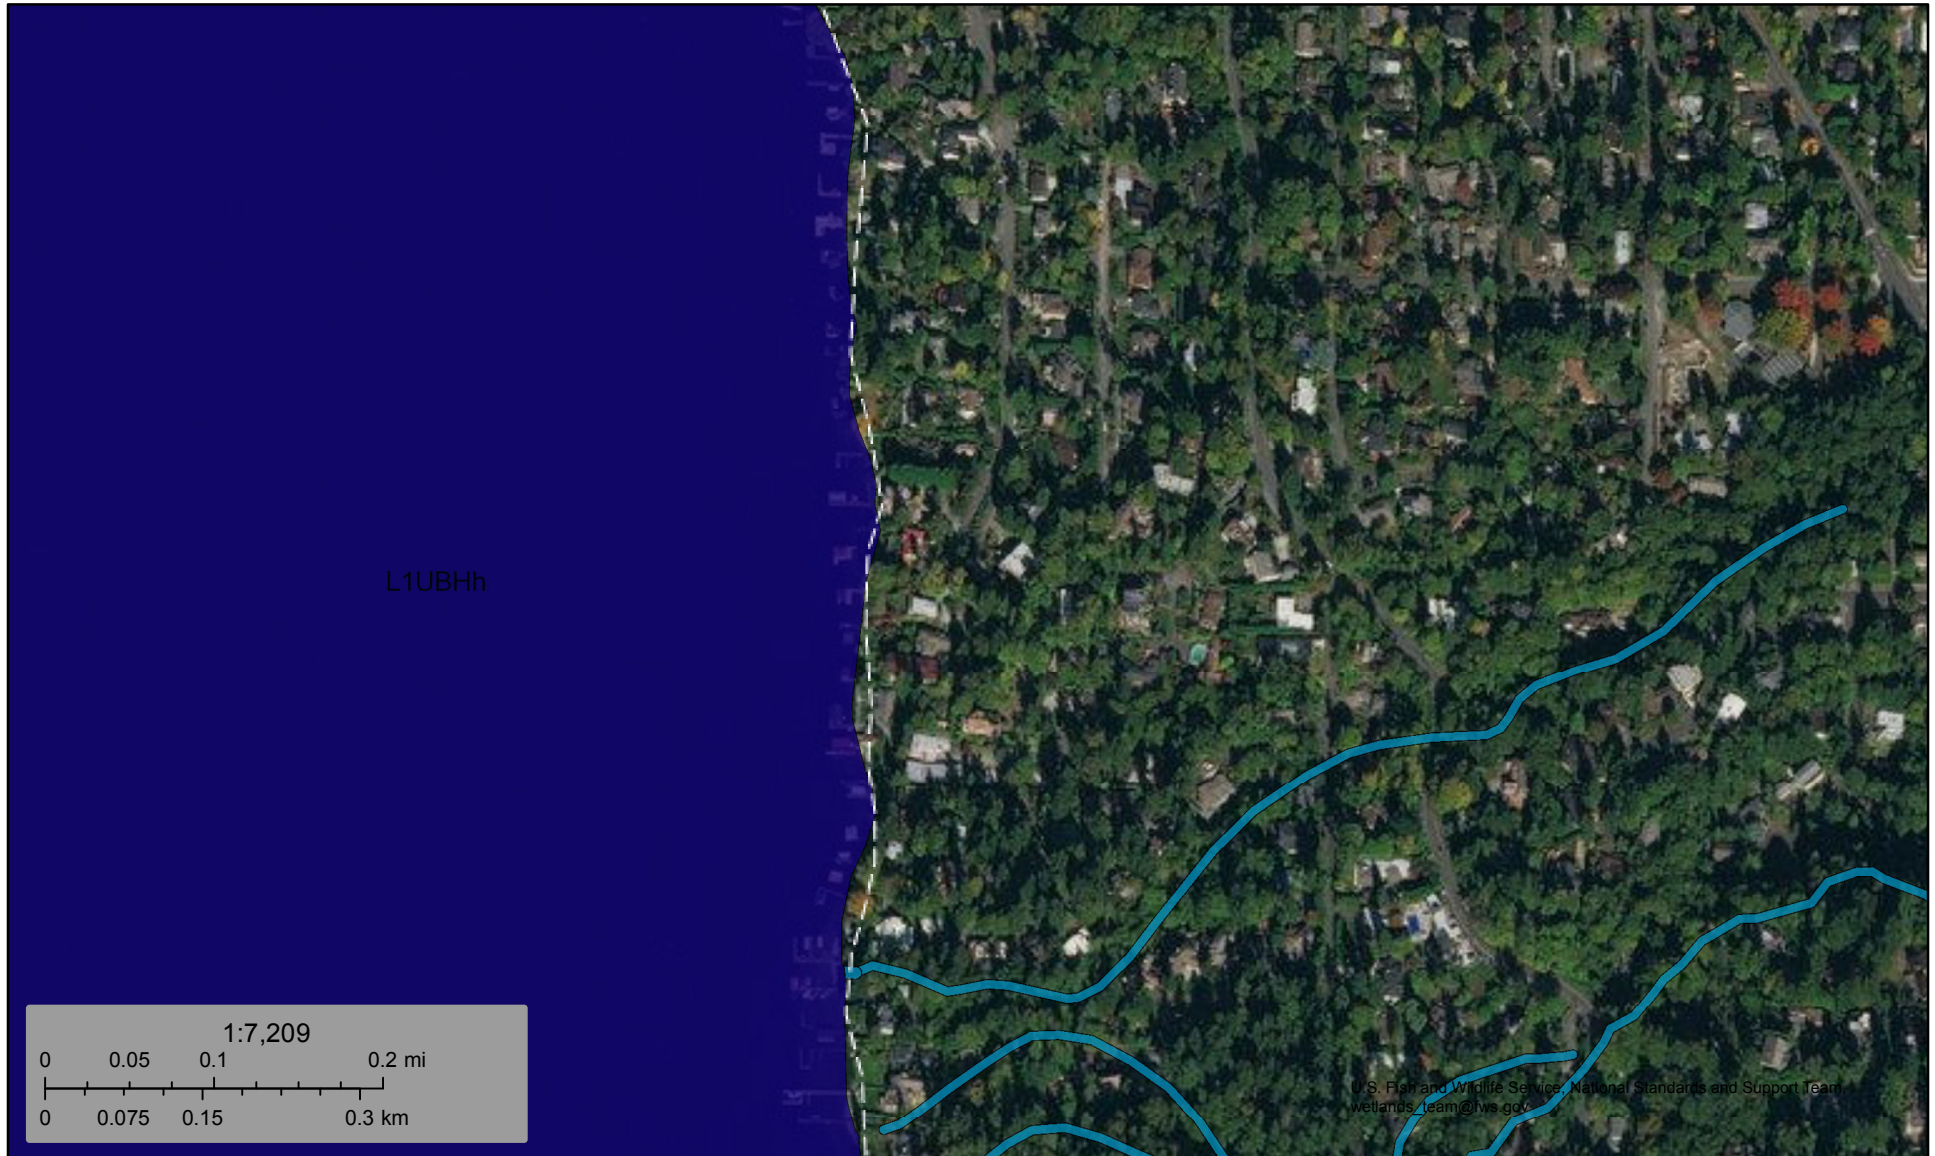 L1UBHh
1:7,209
0 0.05 0.1 0.2 mi
0 0.075 0.15 0.3 km
U.S. Fish and Wildlife Service, National Standards and Support Team,
wetlands_team@fws.gov